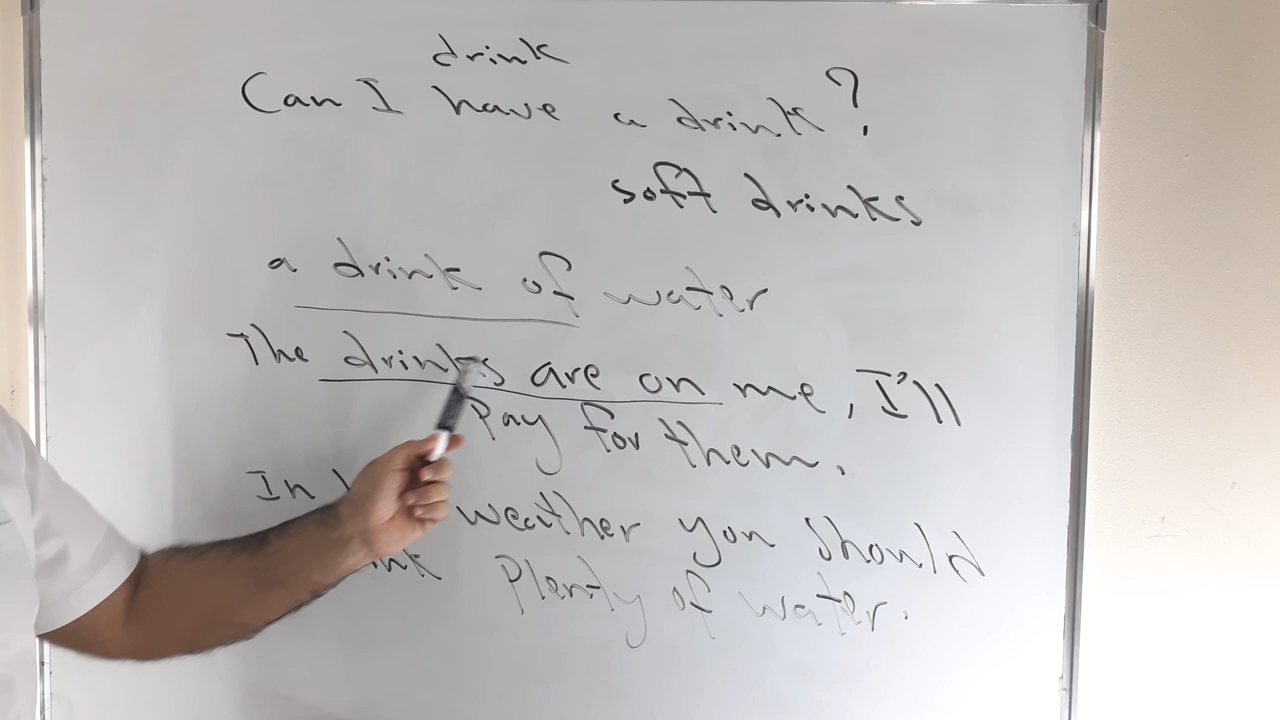 drink
Can I have a drink?
soft drinks
a drink of water
The drinks are on me, I'll
Pay for them.
In weather you should
Plenty of water.